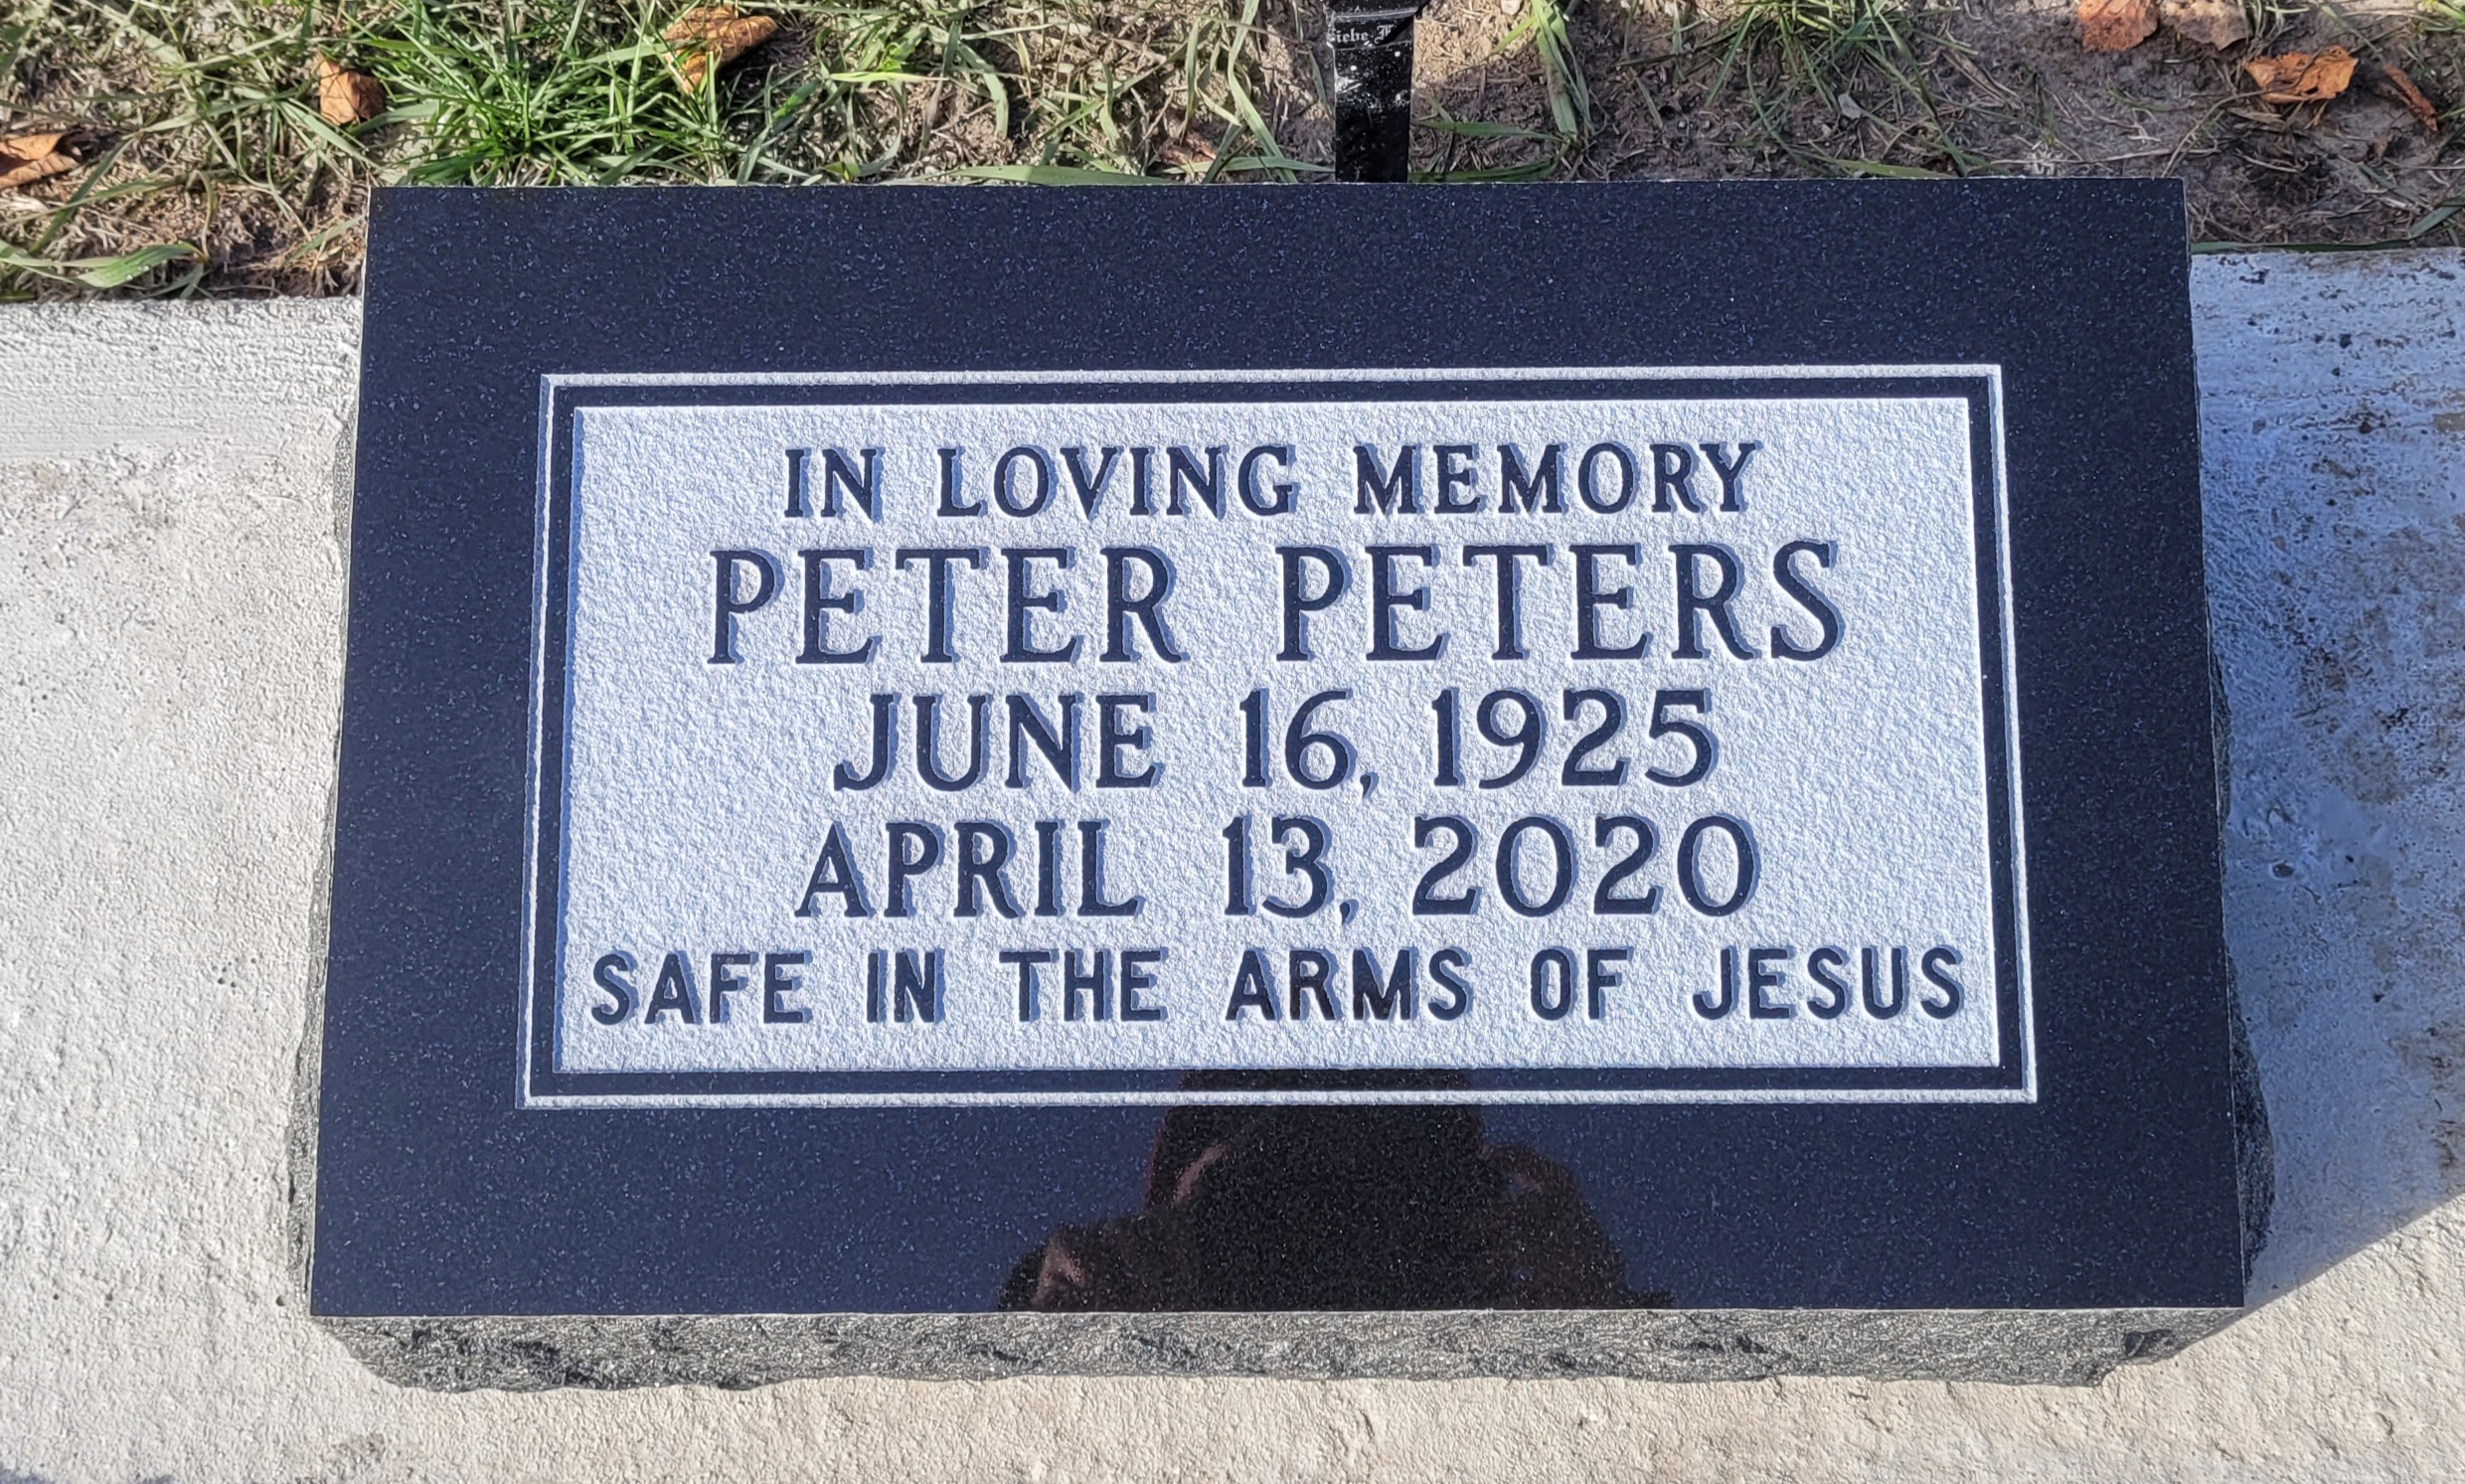 IN LOVING MEMORY
PETER PETERS
JUNE 16, 1925
APRIL 13, 2020
SAFE IN THE ARMS OF JESUS